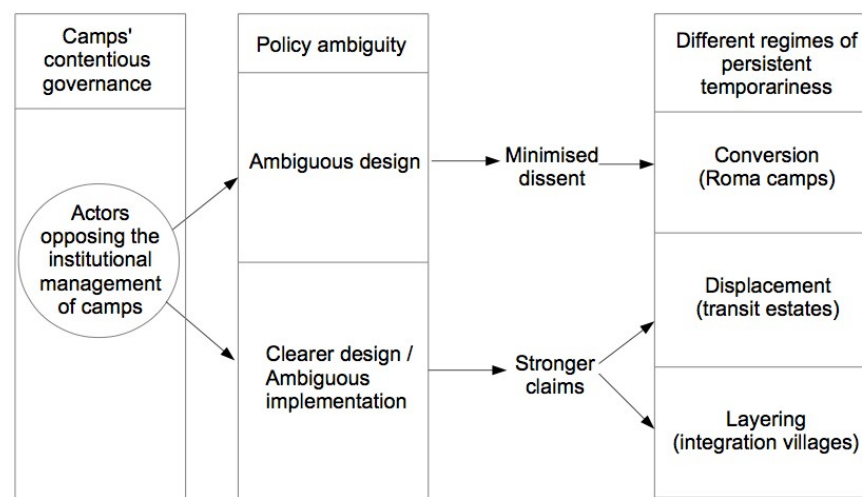 Camps'
contentious
governance
Policy ambiguity
Different regimes of
persistent
temporariness
Actors
opposing the
institutional
management
of camps
Ambiguous design
Minimised
dissent
Conversion
(Roma camps)
Clearer design /
Ambiguous
implementation
Stronger
claims
Displacement
(transit estates)
Layering
(integration villages)